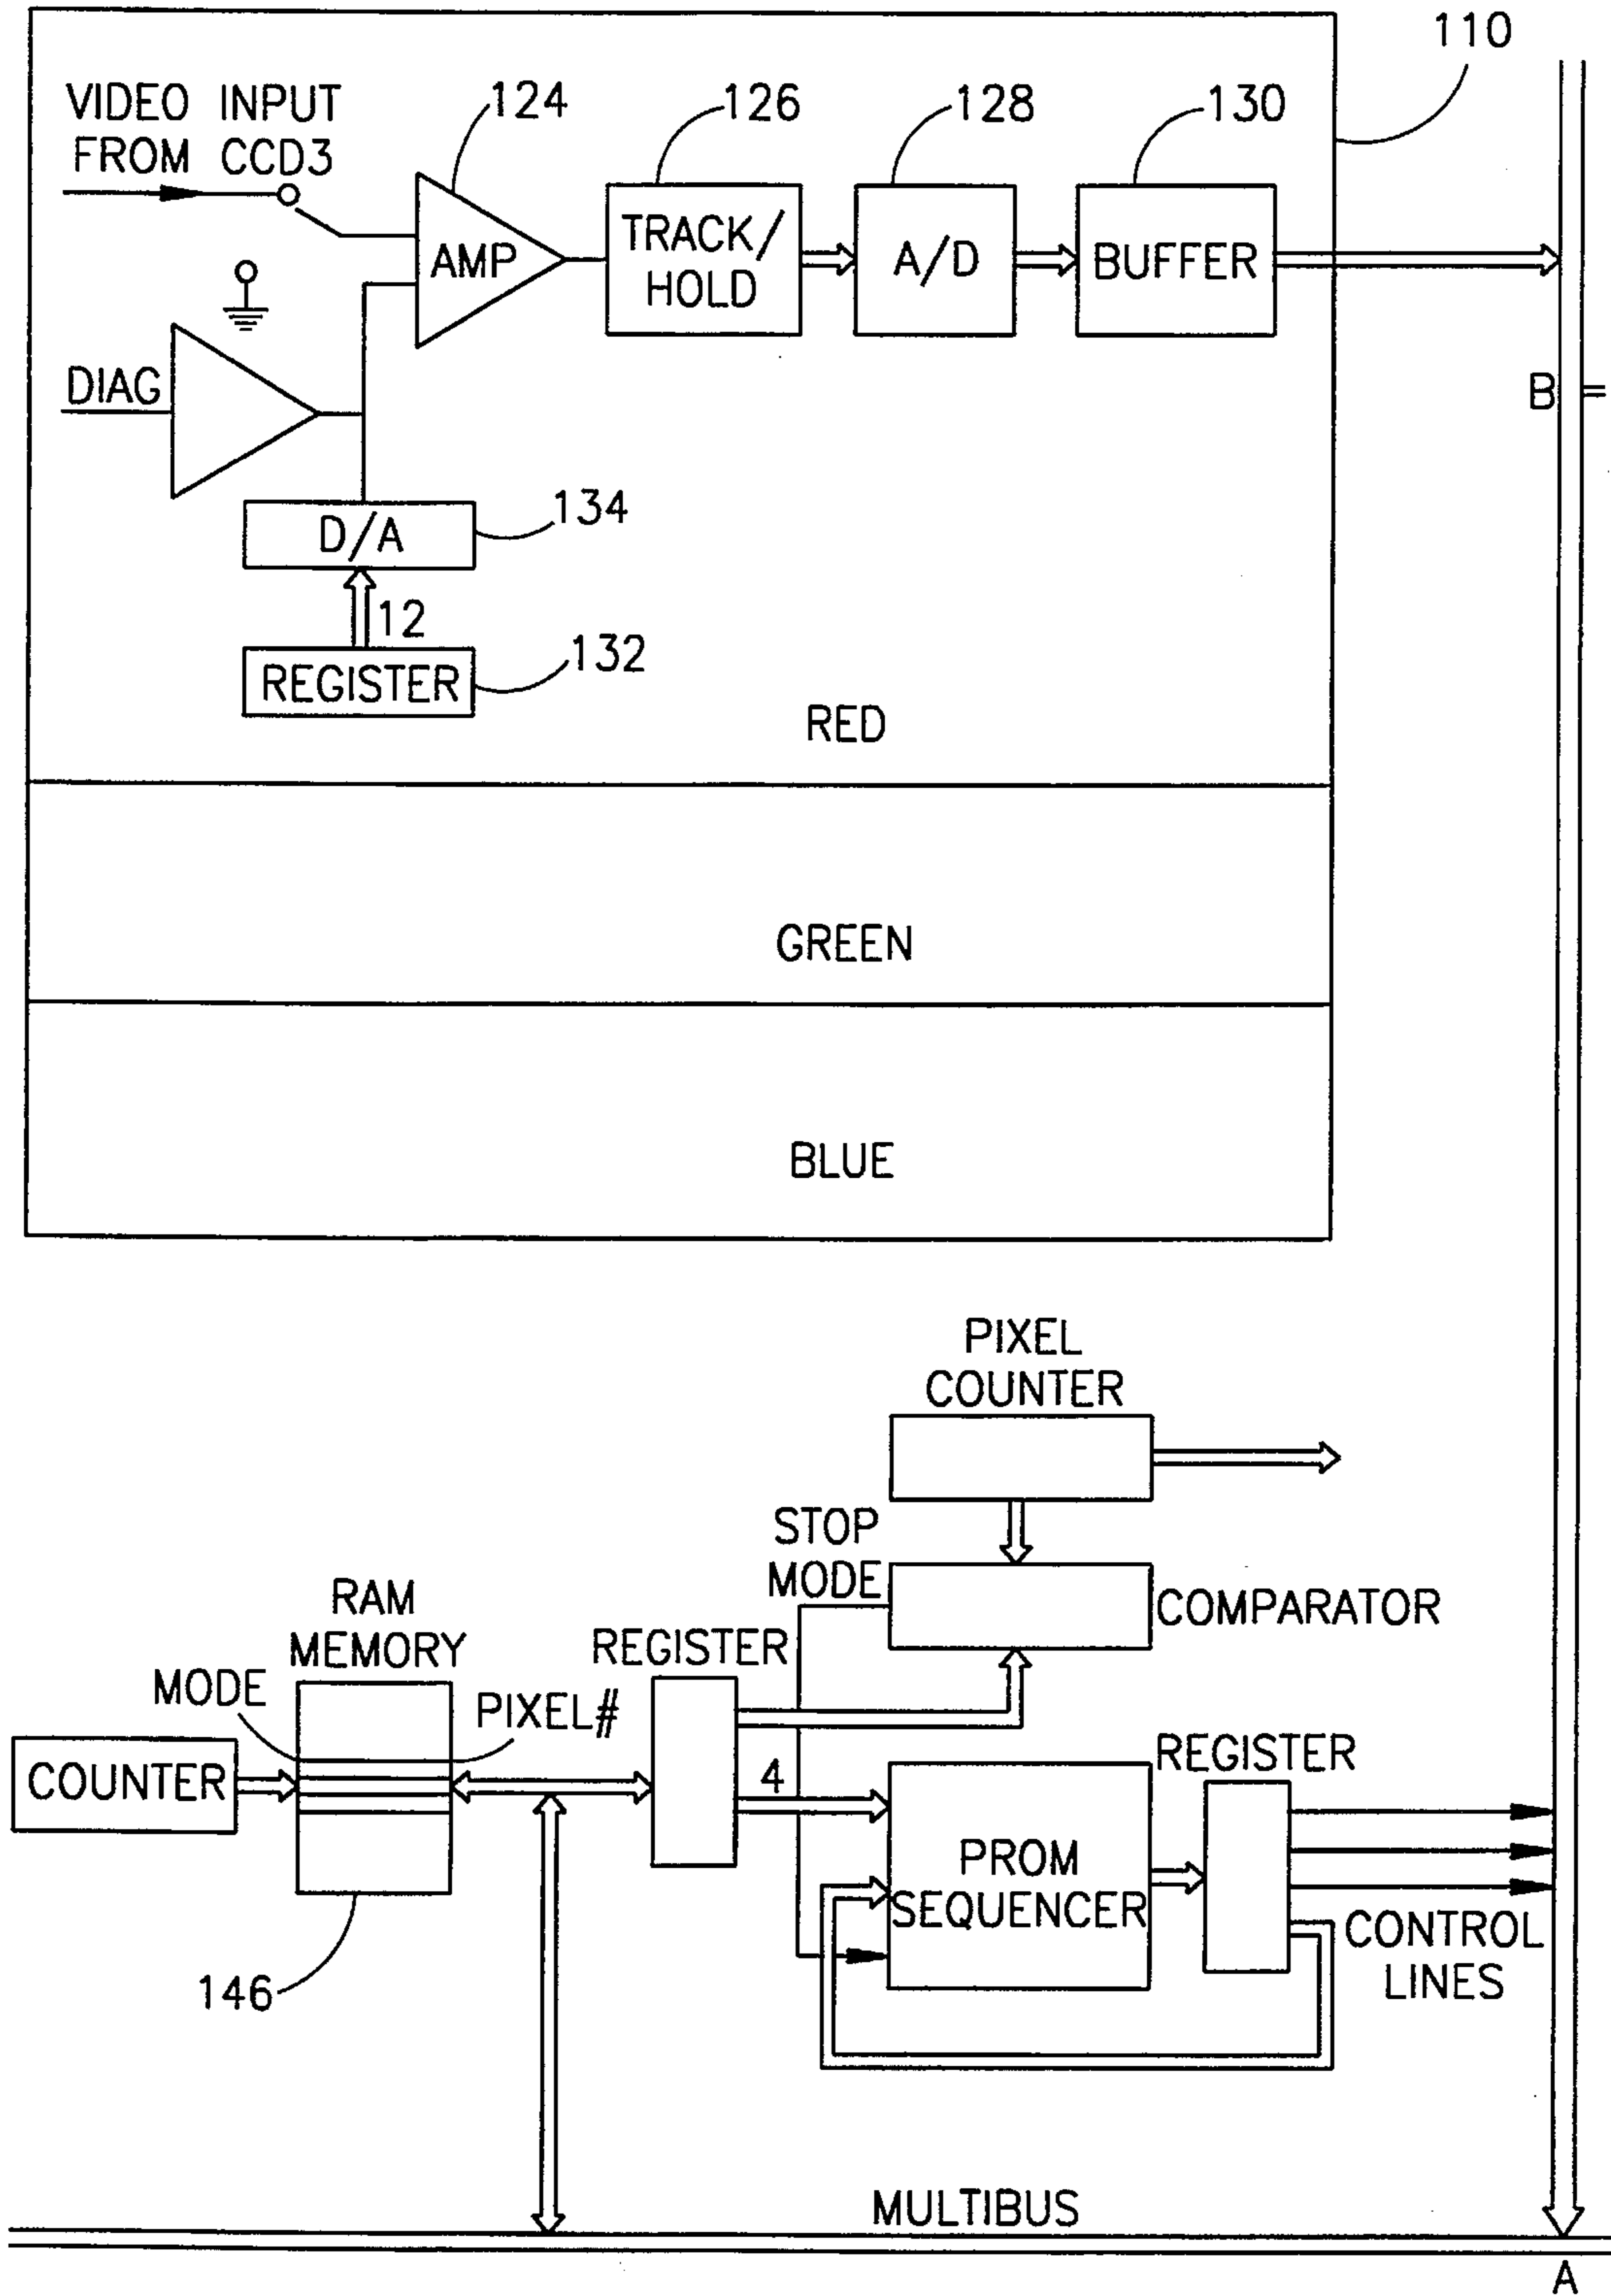 110
VIDEO INPUT
FROM CCD3
124
126
128
130
AMP
TRACK/
HOLD
A/D
BUFFER
DIAG
B
D/A
134
12
REGISTER
132
RED
GREEN
BLUE
PIXEL
COUNTER
STOP
MODE
COMPARATOR
RAM
MEMORY
REGISTER
MODE
PIXEL#
COUNTER
4
REGISTER
PROM
SEQUENCER
CONTROL
LINES
146
MULTIBUS
A